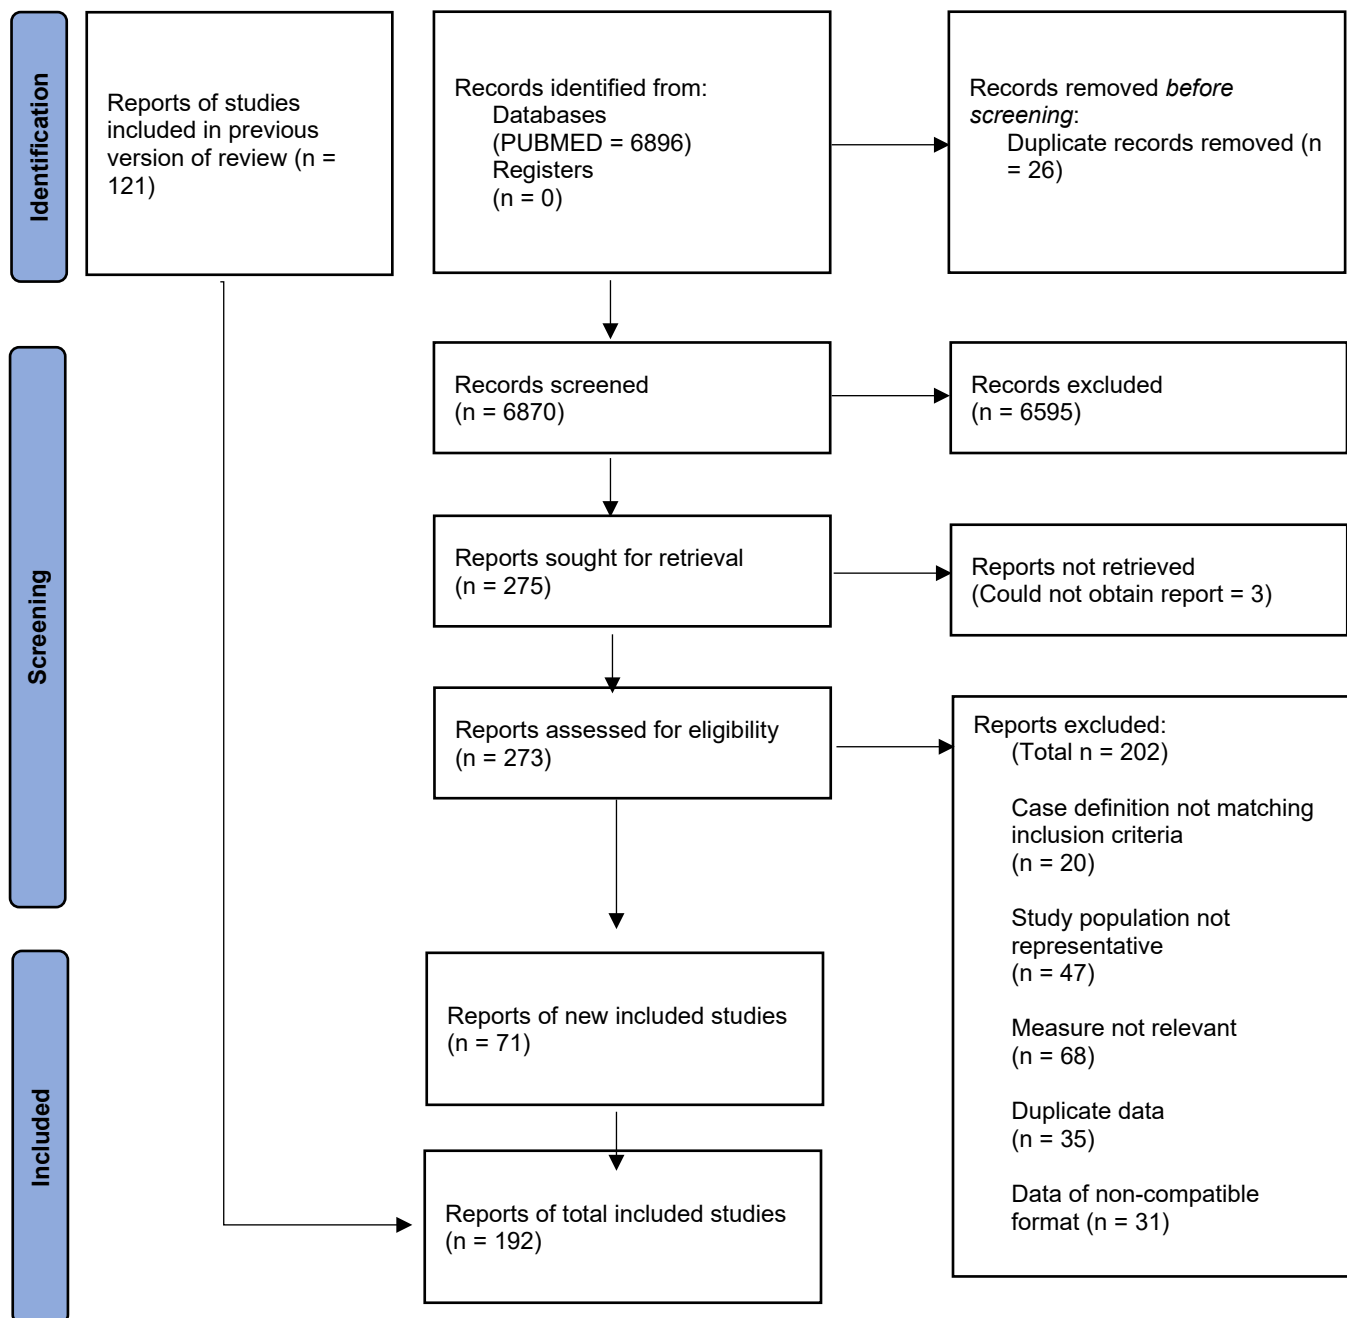 Identification
Reports of studies
included in previous
version of review (n =
121)
Records identified from:
Databases
(PUBMED = 6896)
Registers
(n = 0)
Records removed before
screening:
Duplicate records removed (n
= 26)
Screening
Records screened
(n = 6870)
Records excluded
(n = 6595)
Reports sought for retrieval
(n = 275)
Reports not retrieved
(Could not obtain report = 3)
Reports assessed for eligibility
(n = 273)
Reports excluded:
(Total n = 202)
Case definition not matching
inclusion criteria
(n = 20)
Study population not
representative
(n = 47)
Measure not relevant
(n = 68)
Duplicate data
(n = 35)
Data of non-compatible
format (n = 31)
Included
Reports of new included studies
(n = 71)
Reports of total included studies
(n = 192)